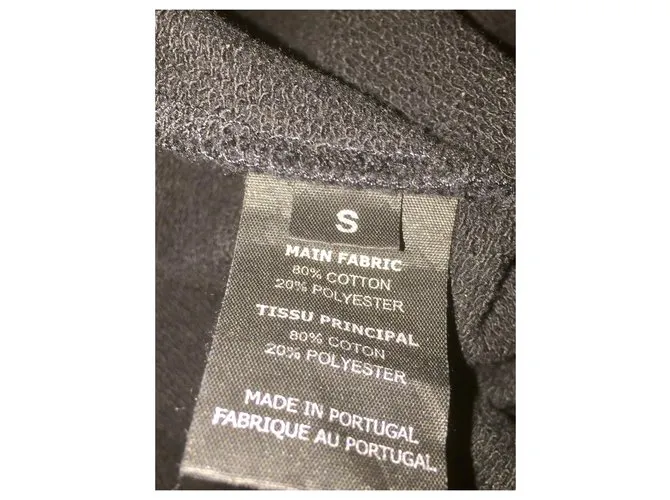 S
MAIN FABRIC
80% COTTON
20% POLYESTER
TISSU PRINCIPAL
80% COTON
20% POLYESTER
MADE IN PORTUGAL
FABRIQUE AU PORTUGAL